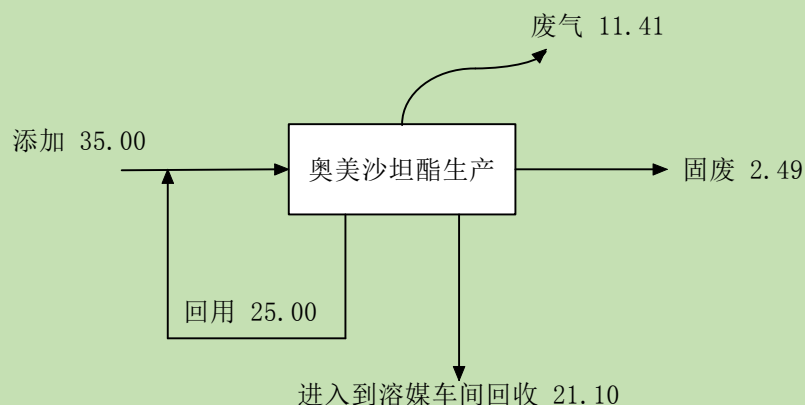 废气 11.41
添加 35.00
奥美沙坦酯生产
固废 2.49
回用 25.00
进入到溶媒车间回收 21.10